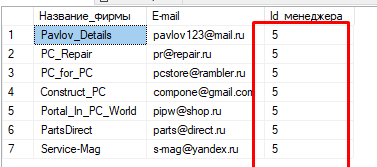 Название_фирмы E-mail Id_менеджера
1 Pavlov_Details pavlov123@mail.ru 5
2 PC_Repair pr@repair.ru 5
3 PC_for_PC pcstore@rambler.ru 5
4 Construct_PC compone@gmail.com 5
5 Portal_In_PC_World pipw@shop.ru 5
6 PartsDirect parts@direct.ru 5
7 Service-Mag s-mag@yandex.ru 5